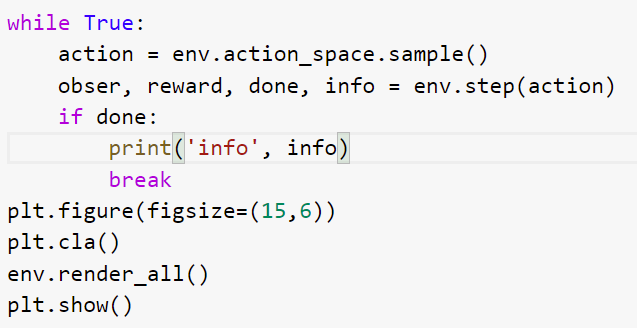 while True:
    action = env.action_space.sample()
    obser, reward, done, info = env.step(action)
    if done:
        print('info', info)
        break
plt.figure(figsize=(15,6))
plt.cla()
env.render_all()
plt.show()